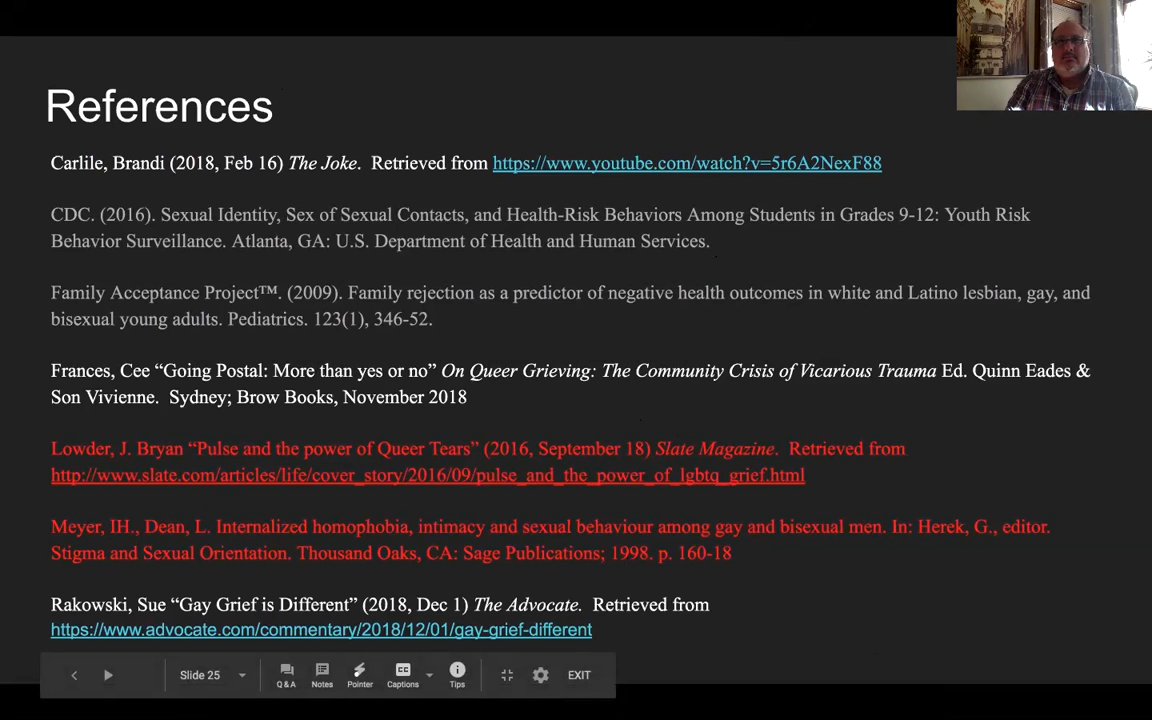 References
Carlile, Brandi (2018, Feb 16) The Joke. Retrieved from https://www.youtube.com/watch?v=5r6A2NexF88
CDC. (2016). Sexual Identity, Sex of Sexual Contacts, and Health-Risk Behaviors Among Students in Grades 9-12: Youth Risk
Behavior Surveillance. Atlanta, GA: U.S. Department of Health and Human Services.
Family Acceptance Project™. (2009). Family rejection as a predictor of negative health outcomes in white and Latino lesbian, gay, and
bisexual young adults. Pediatrics. 123(1), 346-52.
Frances, Cee “Going Postal: More than yes or no” On Queer Grieving: The Community Crisis of Vicarious Trauma Ed. Quinn Eades &
Son Vivienne. Sydney; Brow Books, November 2018
Lowder, J. Bryan “Pulse and the power of Queer Tears” (2016, September 18) Slate Magazine. Retrieved from
http://www.slate.com/articles/life/cover_story/2016/09/pulse_and_the_power_of_lgbtq_grief.html
Meyer, IH., Dean, L. Internalized homophobia, intimacy and sexual behaviour among gay and bisexual men. In: Herek, G., editor.
Stigma and Sexual Orientation. Thousand Oaks, CA: Sage Publications; 1998. p. 160-18
Rakowski, Sue “Gay Grief is Different” (2018, Dec 1) The Advocate. Retrieved from
https://www.advocate.com/commentary/2018/12/01/gay-grief-different
Slide 25 Q & A Notes Pointer CC Captions Tips EXIT